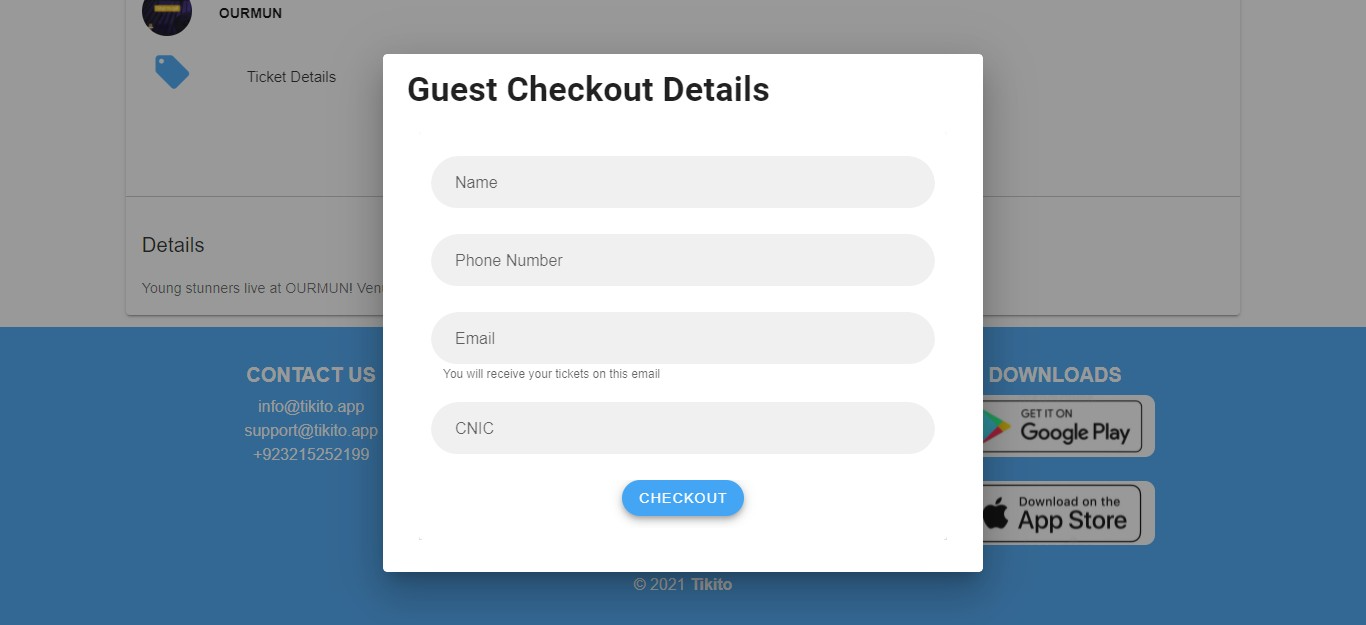 OURMUN
Ticket Details
Guest Checkout Details
Name
Phone Number
Email
You will receive your tickets on this email
CNIC
CHECKOUT
Details
Young stunners live at OURMUN!
CONTACT US
info@tikito.app
support@tikito.app
+923215252199
DOWNLOADS
GET IT ON
Google Play
Download on the
App Store
© 2021 Tikito